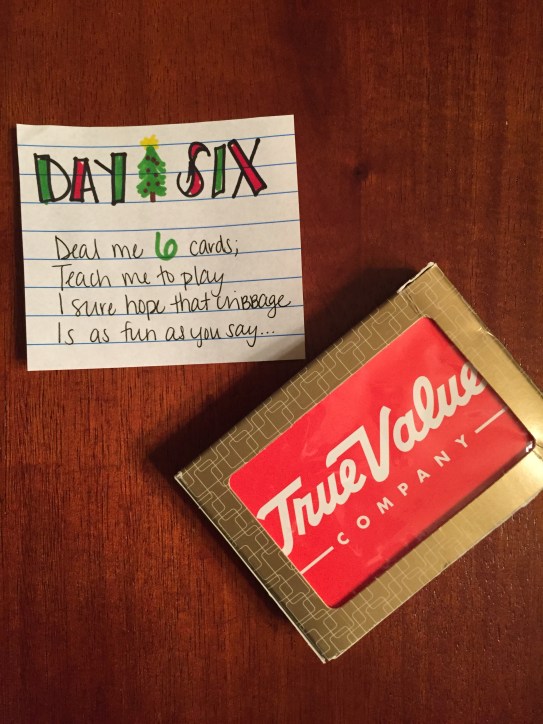 DAY SIX
Deal me 6 cards;
Teach me to play
I sure hope that cribbage
Is as fun as you say...
True Value
COMPANY